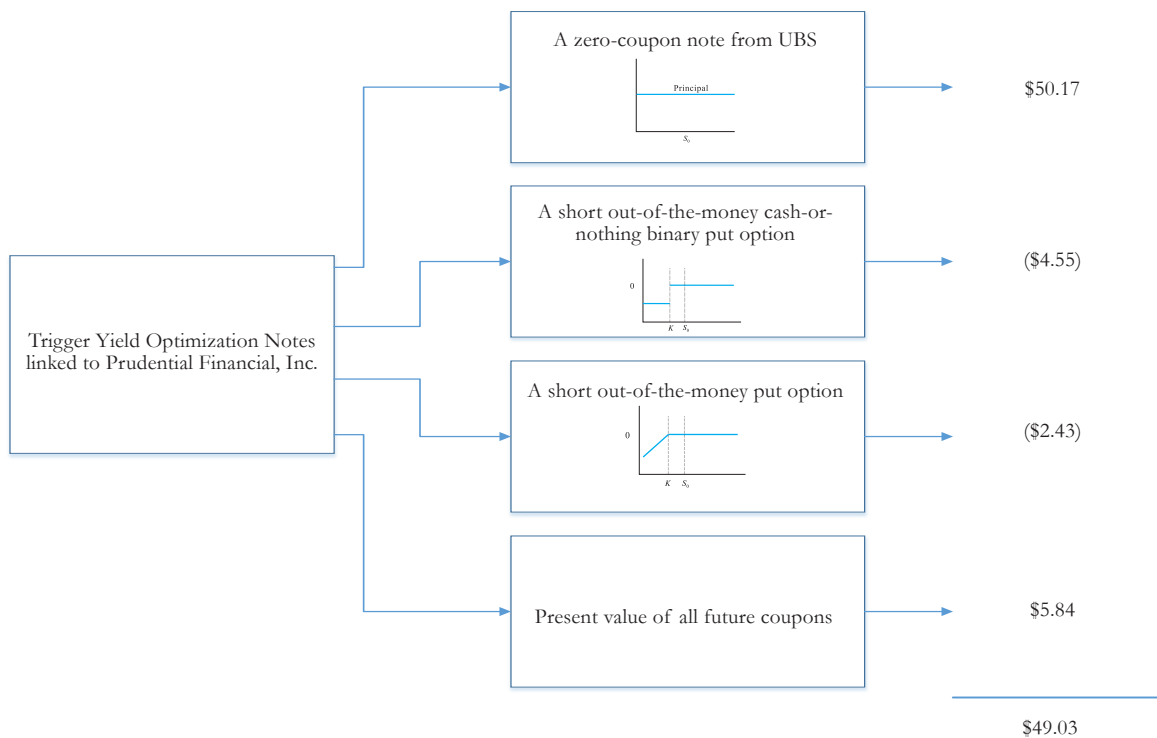 A zero-coupon note from UBS
Principal
S₀
$50.17
A short out-of-the-money cash-or-
nothing binary put option
0
K S₀
($4.55)
Trigger Yield Optimization Notes
linked to Prudential Financial, Inc.
A short out-of-the-money put option
0
K S₀
($2.43)
Present value of all future coupons
$5.84
$49.03